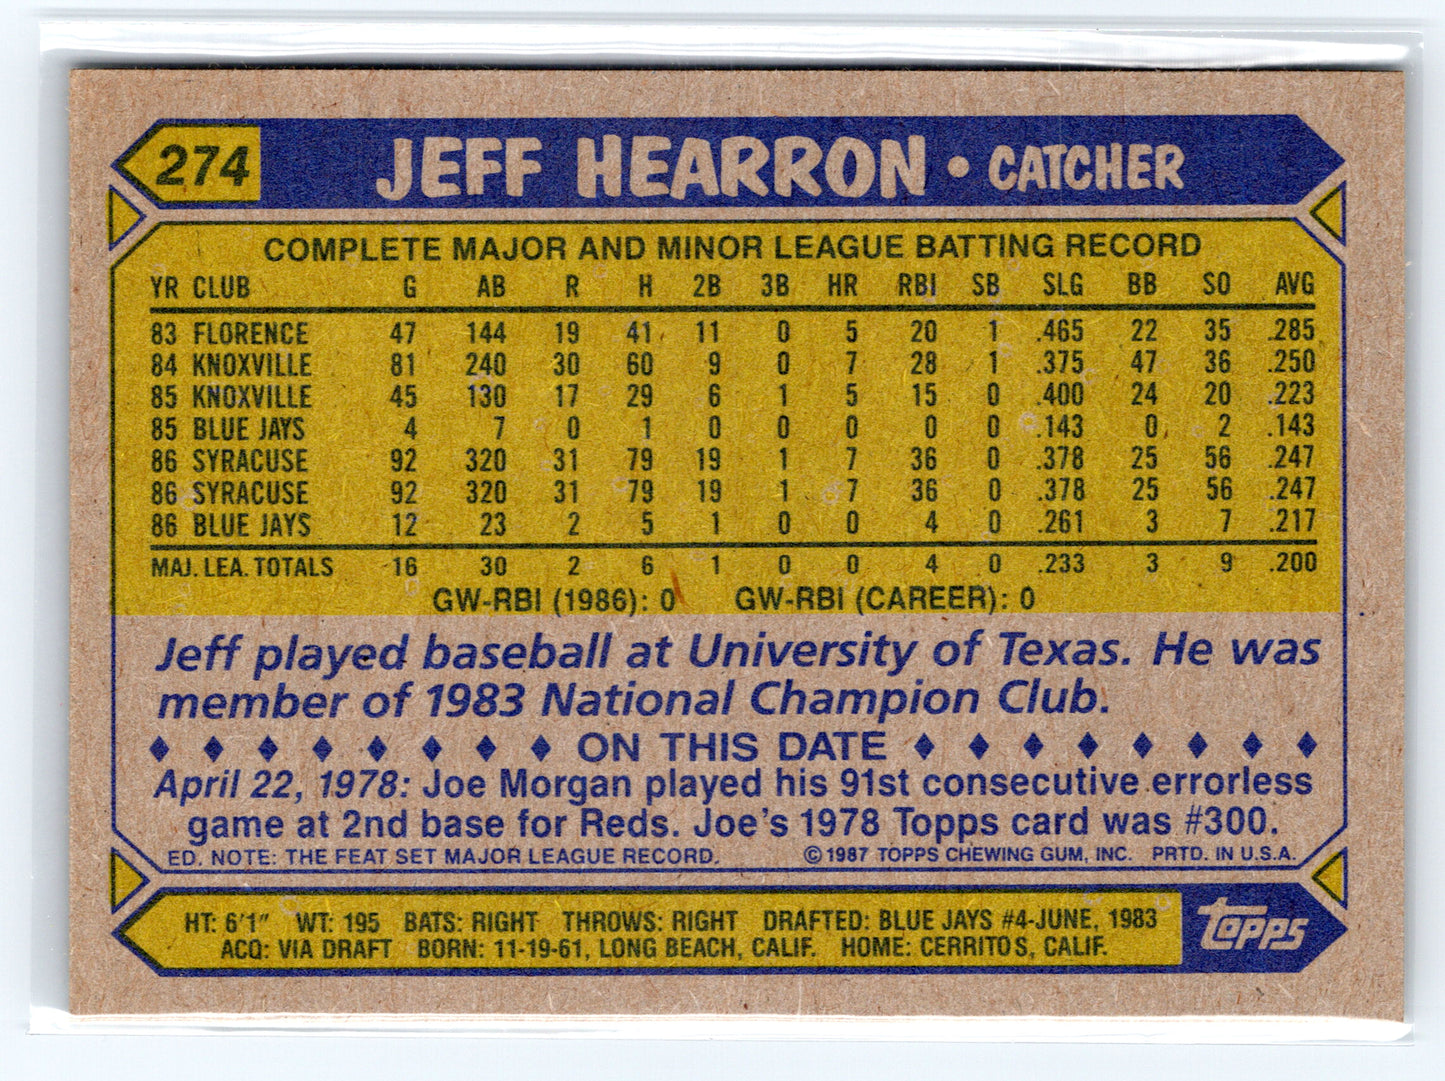 274 JEFF HEARRON • CATCHER
COMPLETE MAJOR AND MINOR LEAGUE BATTING RECORD
YR CLUB G AB R H 2B 3B HR RBI SB SLG BB SO AVG
83 FLORENCE 47 144 19 41 11 0 5 20 1 .465 22 35 .285
84 KNOXVILLE 81 240 30 60 9 0 7 28 1 .375 47 36 .250
85 KNOXVILLE 45 130 17 29 6 1 5 15 0 .400 24 20 .223
85 BLUE JAYS 4 7 0 1 0 0 0 0 0 .143 0 2 .143
86 SYRACUSE 92 320 31 79 19 1 7 36 0 .378 25 56 .247
86 SYRACUSE 92 320 31 79 19 1 7 36 0 .378 25 56 .247
86 BLUE JAYS 12 23 2 5 1 0 0 4 0 .261 3 7 .217
MAJ. LEA. TOTALS 16 30 2 6 1 0 0 4 0 .233 3 9 .200
GW-RBI (1986): 0 GW-RBI (CAREER): 0
Jeff played baseball at University of Texas. He was
member of 1983 National Champion Club.
♦ ♦ ♦ ♦ ♦ ♦ ♦ ♦ ON THIS DATE ♦ ♦ ♦ ♦ ♦ ♦ ♦ ♦
April 22, 1978: Joe Morgan played his 91st consecutive errorless
game at 2nd base for Reds. Joe's 1978 Topps card was #300.
ED. NOTE: THE FEAT SET MAJOR LEAGUE RECORD. ©1987 TOPPS CHEWING GUM, INC. PRTD. IN U.S.A.
HT: 6'1" WT: 195 BATS: RIGHT THROWS: RIGHT DRAFTED: BLUE JAYS #4-JUNE, 1983
ACQ: VIA DRAFT BORN: 11-19-61, LONG BEACH, CALIF. HOME: CERRITOS, CALIF.
topps